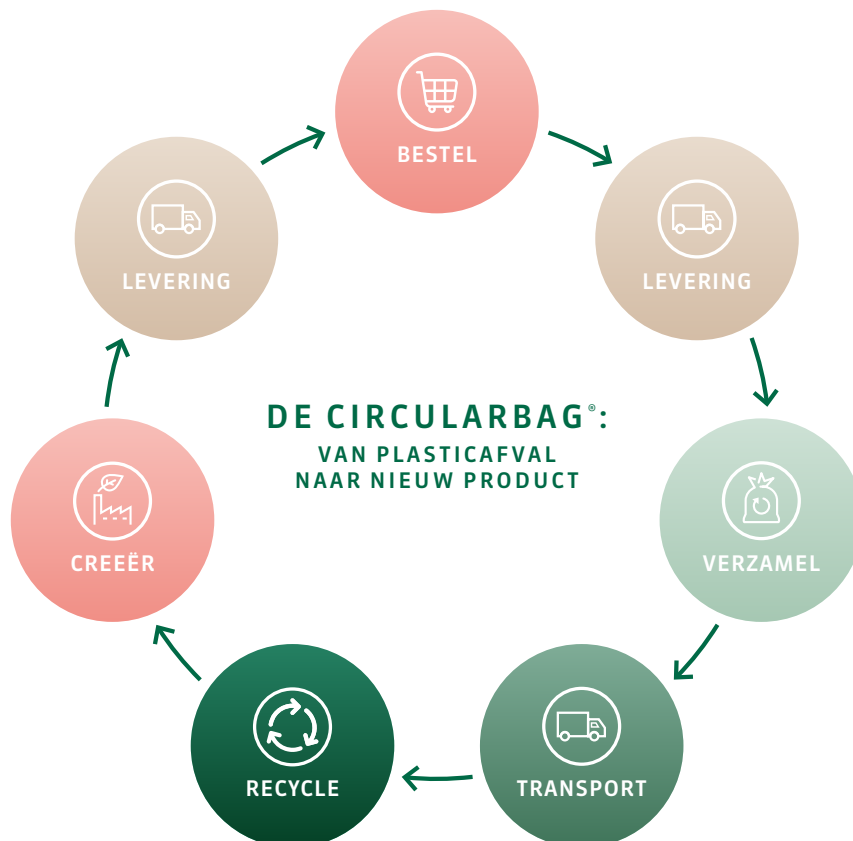 BESTEL
LEVERING
VERZAMEL
TRANSPORT
RECYCLE
CREEËR
LEVERING
DE CIRCULARBAG®:
VAN PLASTICAFVAL
NAAR NIEUW PRODUCT